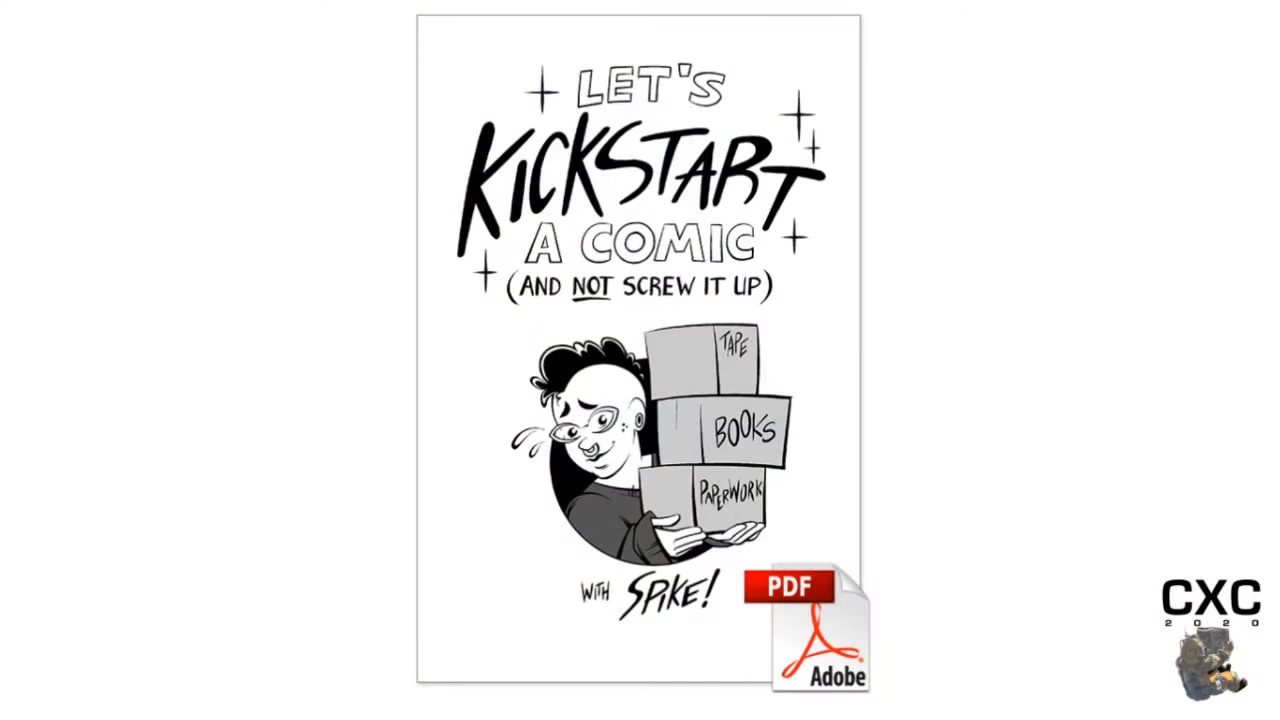 LET'S
KICKSTART
A COMIC
(AND NOT SCREW IT UP)
TAPE
BOOKS
PAPERWORK
WITH SPIKE!
PDF
Adobe
CXC
2020